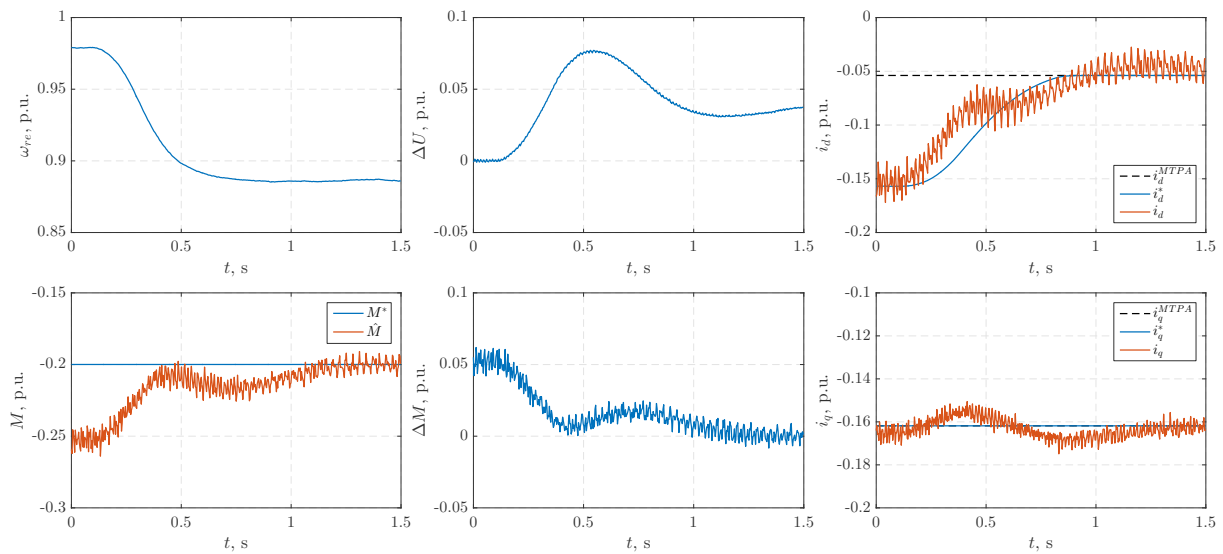 1
0.95
0.9
0.85
0
0.5
1
1.5
t, s
ω_re, p.u.
0.1
0.05
0
-0.05
0
0.5
1
1.5
t, s
ΔU, p.u.
0
-0.05
-0.1
-0.15
-0.2
0
0.5
1
1.5
t, s
i_d, p.u.
i_d^MTPA
i_d^*
i_d
-0.15
-0.2
-0.25
-0.3
0
0.5
1
1.5
t, s
M, p.u.
M*
M̂
0.1
0.05
0
-0.05
0
0.5
1
1.5
t, s
ΔM, p.u.
-0.1
-0.12
-0.14
-0.16
-0.18
-0.2
0
0.5
1
1.5
t, s
i_q, p.u.
i_q^MTPA
i_q^*
i_q